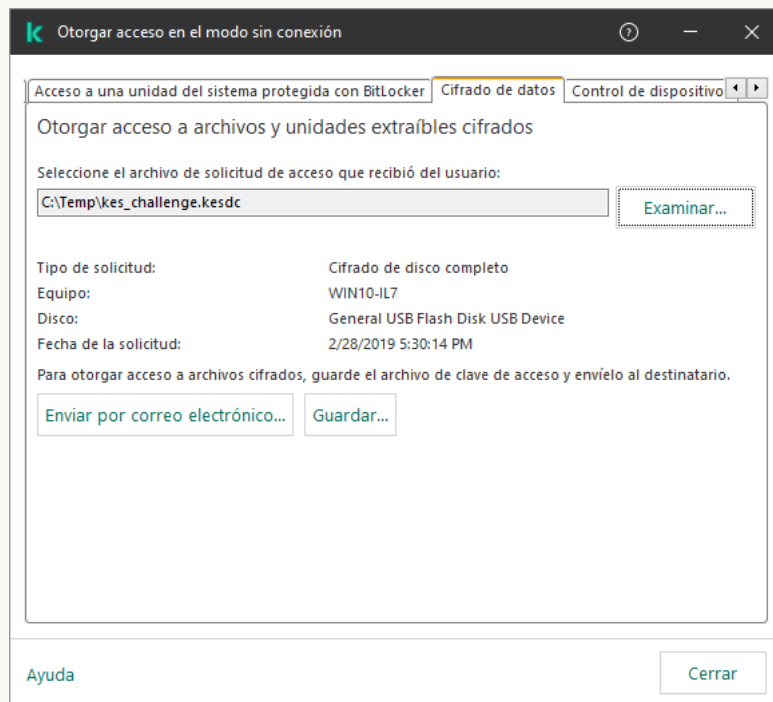 Otorgar acceso en el modo sin conexión
Acceso a una unidad del sistema protegida con BitLocker Cifrado de datos Control de dispositivo
Otorgar acceso a archivos y unidades extraíbles cifrados
Seleccione el archivo de solicitud de acceso que recibió del usuario:
C:\Temp\kes_challenge.kesdc Examinar...
Tipo de solicitud: Cifrado de disco completo
Equipo: WIN10-IL7
Disco: General USB Flash Disk USB Device
Fecha de la solicitud: 2/28/2019 5:30:14 PM
Para otorgar acceso a archivos cifrados, guarde el archivo de clave de acceso y envíelo al destinatario.
Enviar por correo electrónico... Guardar...
Ayuda Cerrar